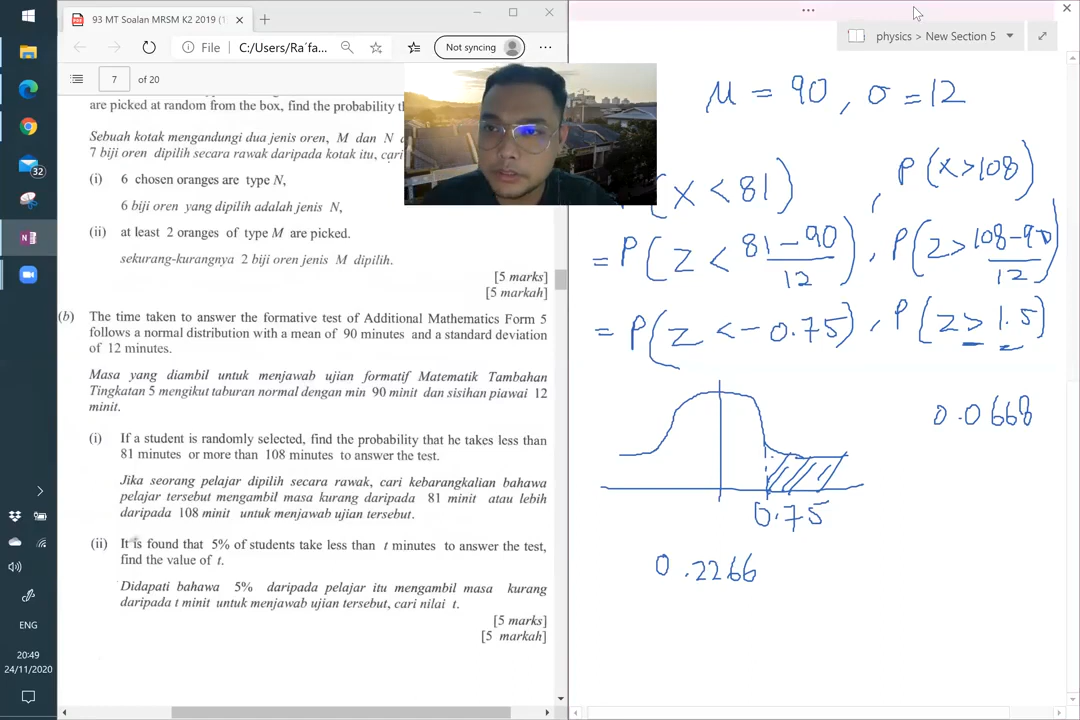 93 MT Soalan MRSM K2 2019 (1
File C:/Users/Ra'fa... Not syncing
7 of 20
physics > New Section 5
are picked at random from the box, find the probability t
Sebuah kotak mengandungi dua jenis oren, M dan N
7 biji oren dipilih secara rawak daripada kotak itu, cari
(i) 6 chosen oranges are type N,
6 biji oren yang dipilih adalah jenis N,
(ii) at least 2 oranges of type M are picked.
sekurang-kurangnya 2 biji oren jenis M dipilih.
[5 marks]
[5 markah]
(b) The time taken to answer the formative test of Additional Mathematics Form 5
follows a normal distribution with a mean of 90 minutes and a standard deviation
of 12 minutes.
Masa yang diambil untuk menjawab ujian formatif Matematik Tambahan
Tingkatan 5 mengikut taburan normal dengan min 90 minit dan sisihan piawai 12
minit.
(i) If a student is randomly selected, find the probability that he takes less than
81 minutes or more than 108 minutes to answer the test.
Jika seorang pelajar dipilih secara rawak, cari kebarangkalian bahawa
pelajar tersebut mengambil masa kurang daripada 81 minit atau lebih
daripada 108 minit untuk menjawab ujian tersebut.
(ii) It is found that 5% of students take less than t minutes to answer the test,
find the value of t.
Didapati bahawa 5% daripada pelajar itu mengambil masa kurang
daripada t minit untuk menjawab ujian tersebut, cari nilai t.
[5 marks]
[5 markah]
μ = 90 , σ = 12
(X < 81) , P(X > 108)
= P(Z < 81 - 90 / 12) , P(Z > 108 - 90 / 12)
= P(Z < -0.75) , P(Z > 1.5)
0.0668
0.75
0.2266
32
ENG
20:49
24/11/2020